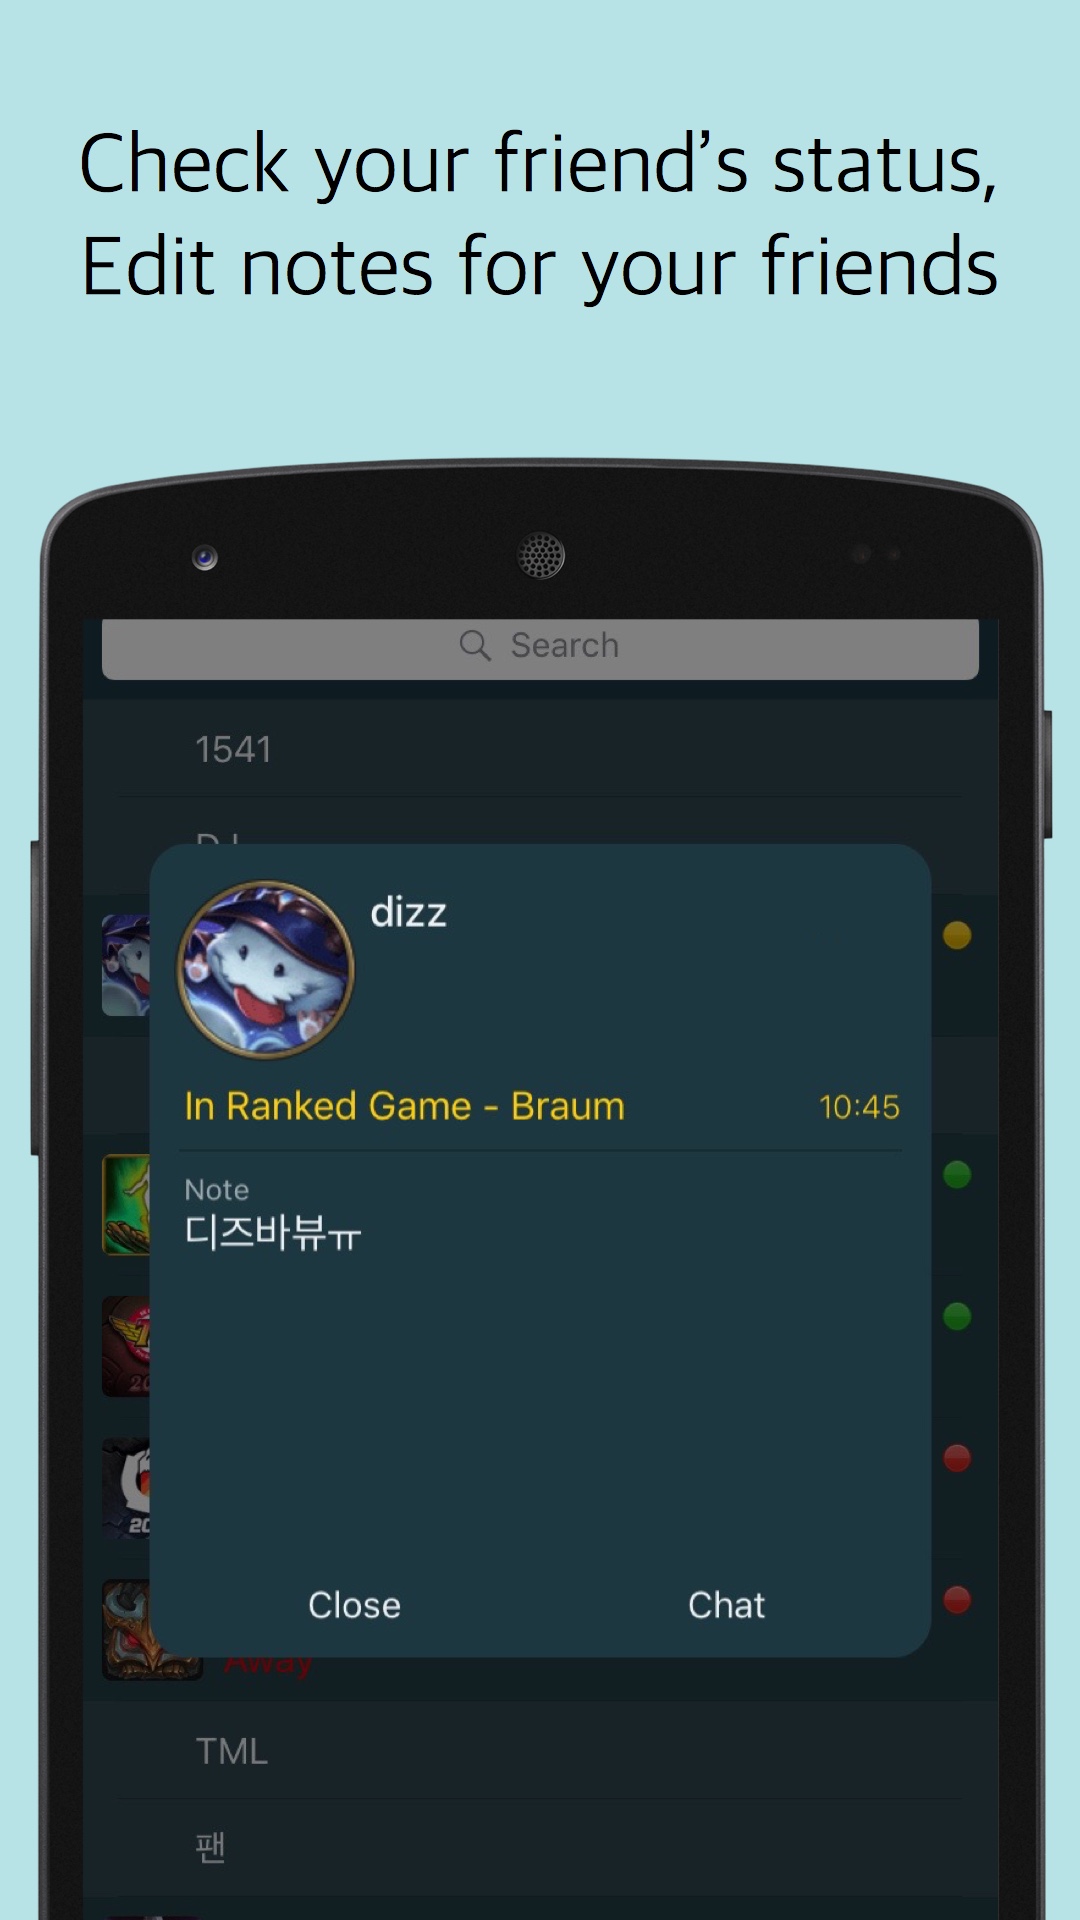 Check your friend’s status,
Edit notes for your friends
Search
1541
dizz
In Ranked Game - Braum
10:45
Note
디즈바뷰ㅠ
Close
Chat
Away
TML
팬